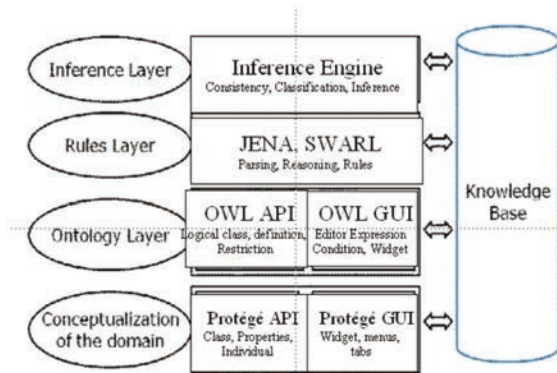 Inference Layer
Inference Engine
Consistency, Classification, Inference
Rules Layer
JENA, SWARL
Parsing, Reasoning, Rules
Knowledge
Base
Ontology Layer
OWL API
Logical class, definition,
Restriction
OWL GUI
Editor Expression
Condition, Widget
Conceptualization
of the domain
Protégé API
Class, Properties,
Individual
Protégé GUI
Widget, menus,
tabs